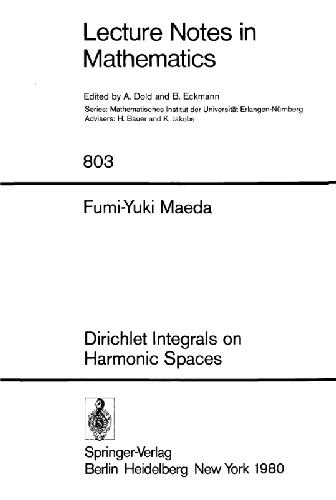 Lecture Notes in
Mathematics
Edited by A. Dold and B. Eckmann
Series: Mathematisches Institut der Universität Erlangen-Nürnberg
Advisers: H. Bauer and K. Jakobs
803
Fumi-Yuki Maeda
Dirichlet Integrals on
Harmonic Spaces
Springer-Verlag
Berlin Heidelberg New York 1980